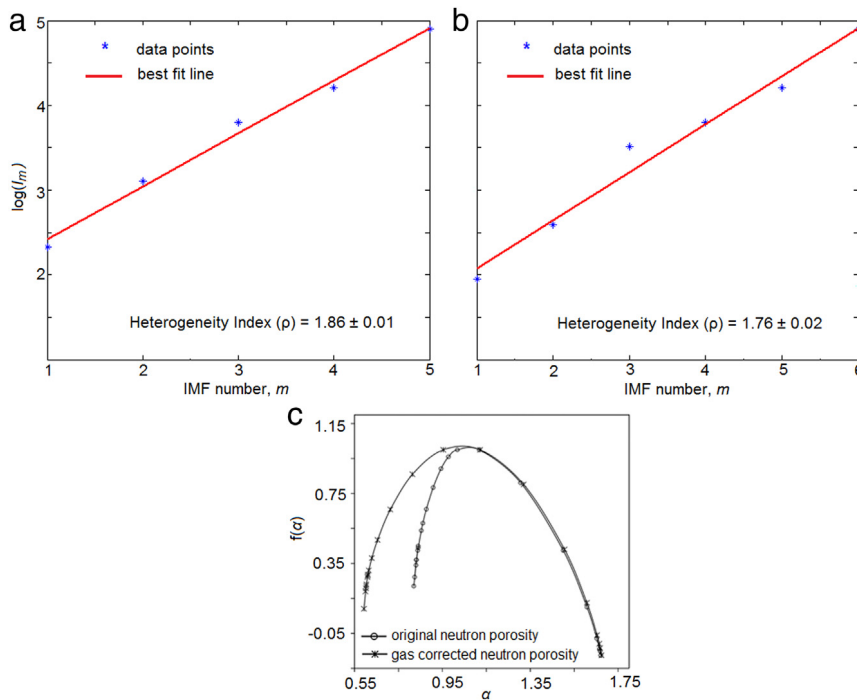 a
5
4
3
2
log(Im)
* data points
best fit line
Heterogeneity Index (ρ) = 1.86 ± 0.01
1 2 3 4 5
IMF number, m
b
* data points
best fit line
Heterogeneity Index (ρ) = 1.76 ± 0.02
1 2 3 4 5 6
IMF number, m
c
1.15
0.75
0.35
-0.05
f(α)
original neutron porosity
gas corrected neutron porosity
0.55 0.95 1.35 1.75
α